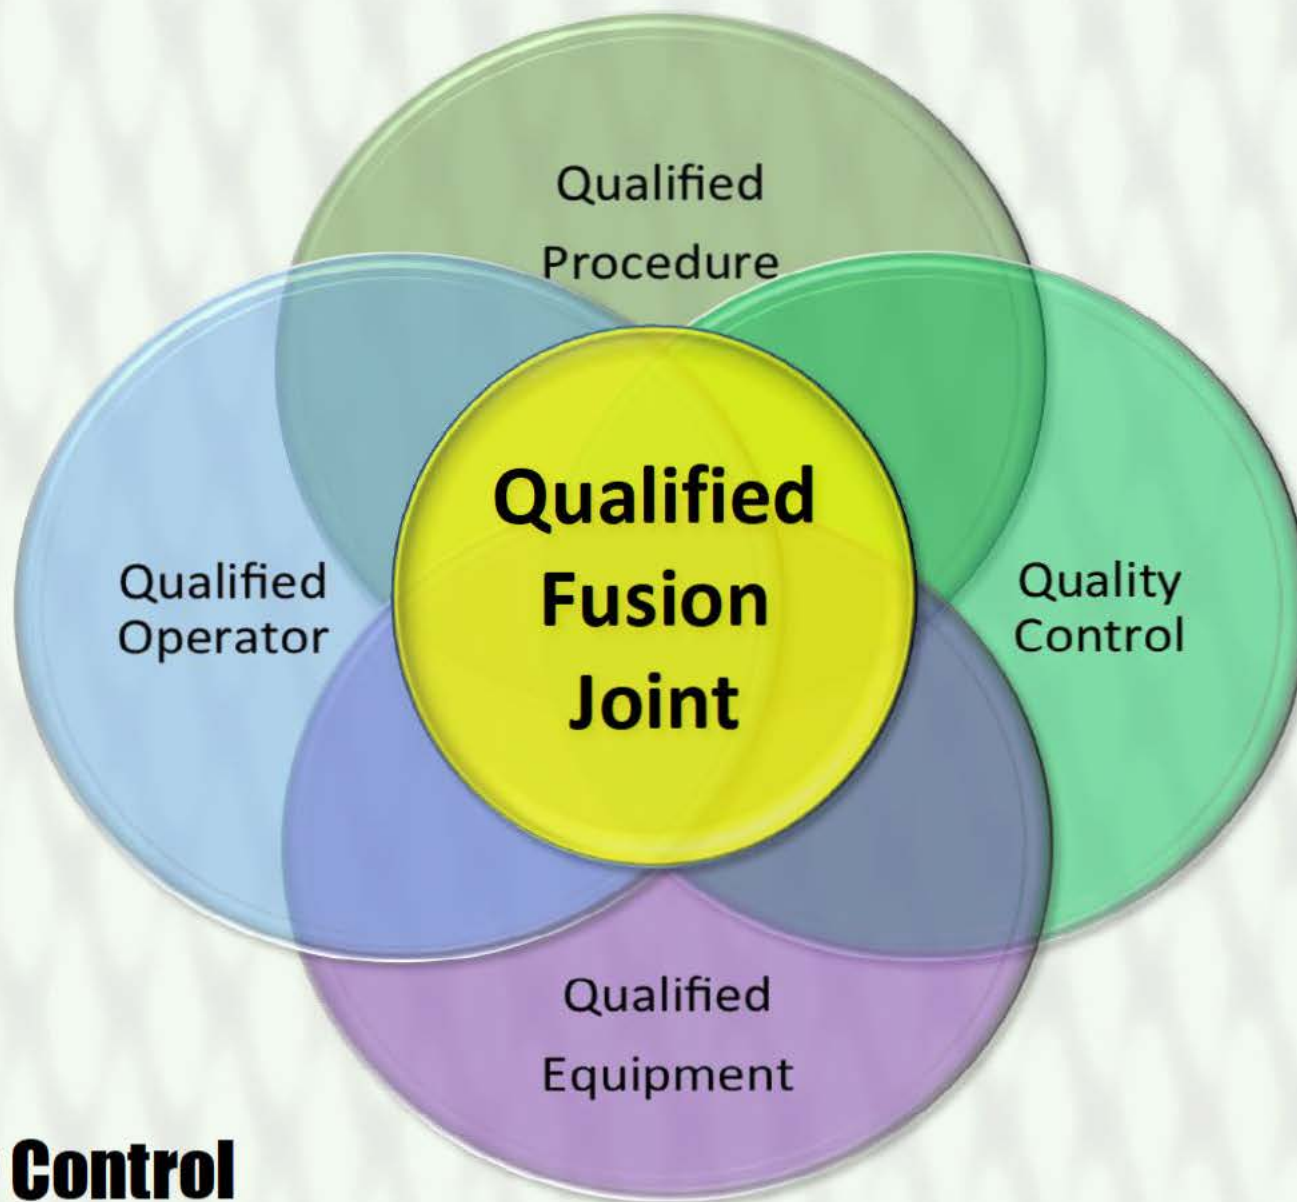 Qualified
Procedure
Qualified
Operator
Qualified
Fusion
Joint
Quality
Control
Qualified
Equipment
Control